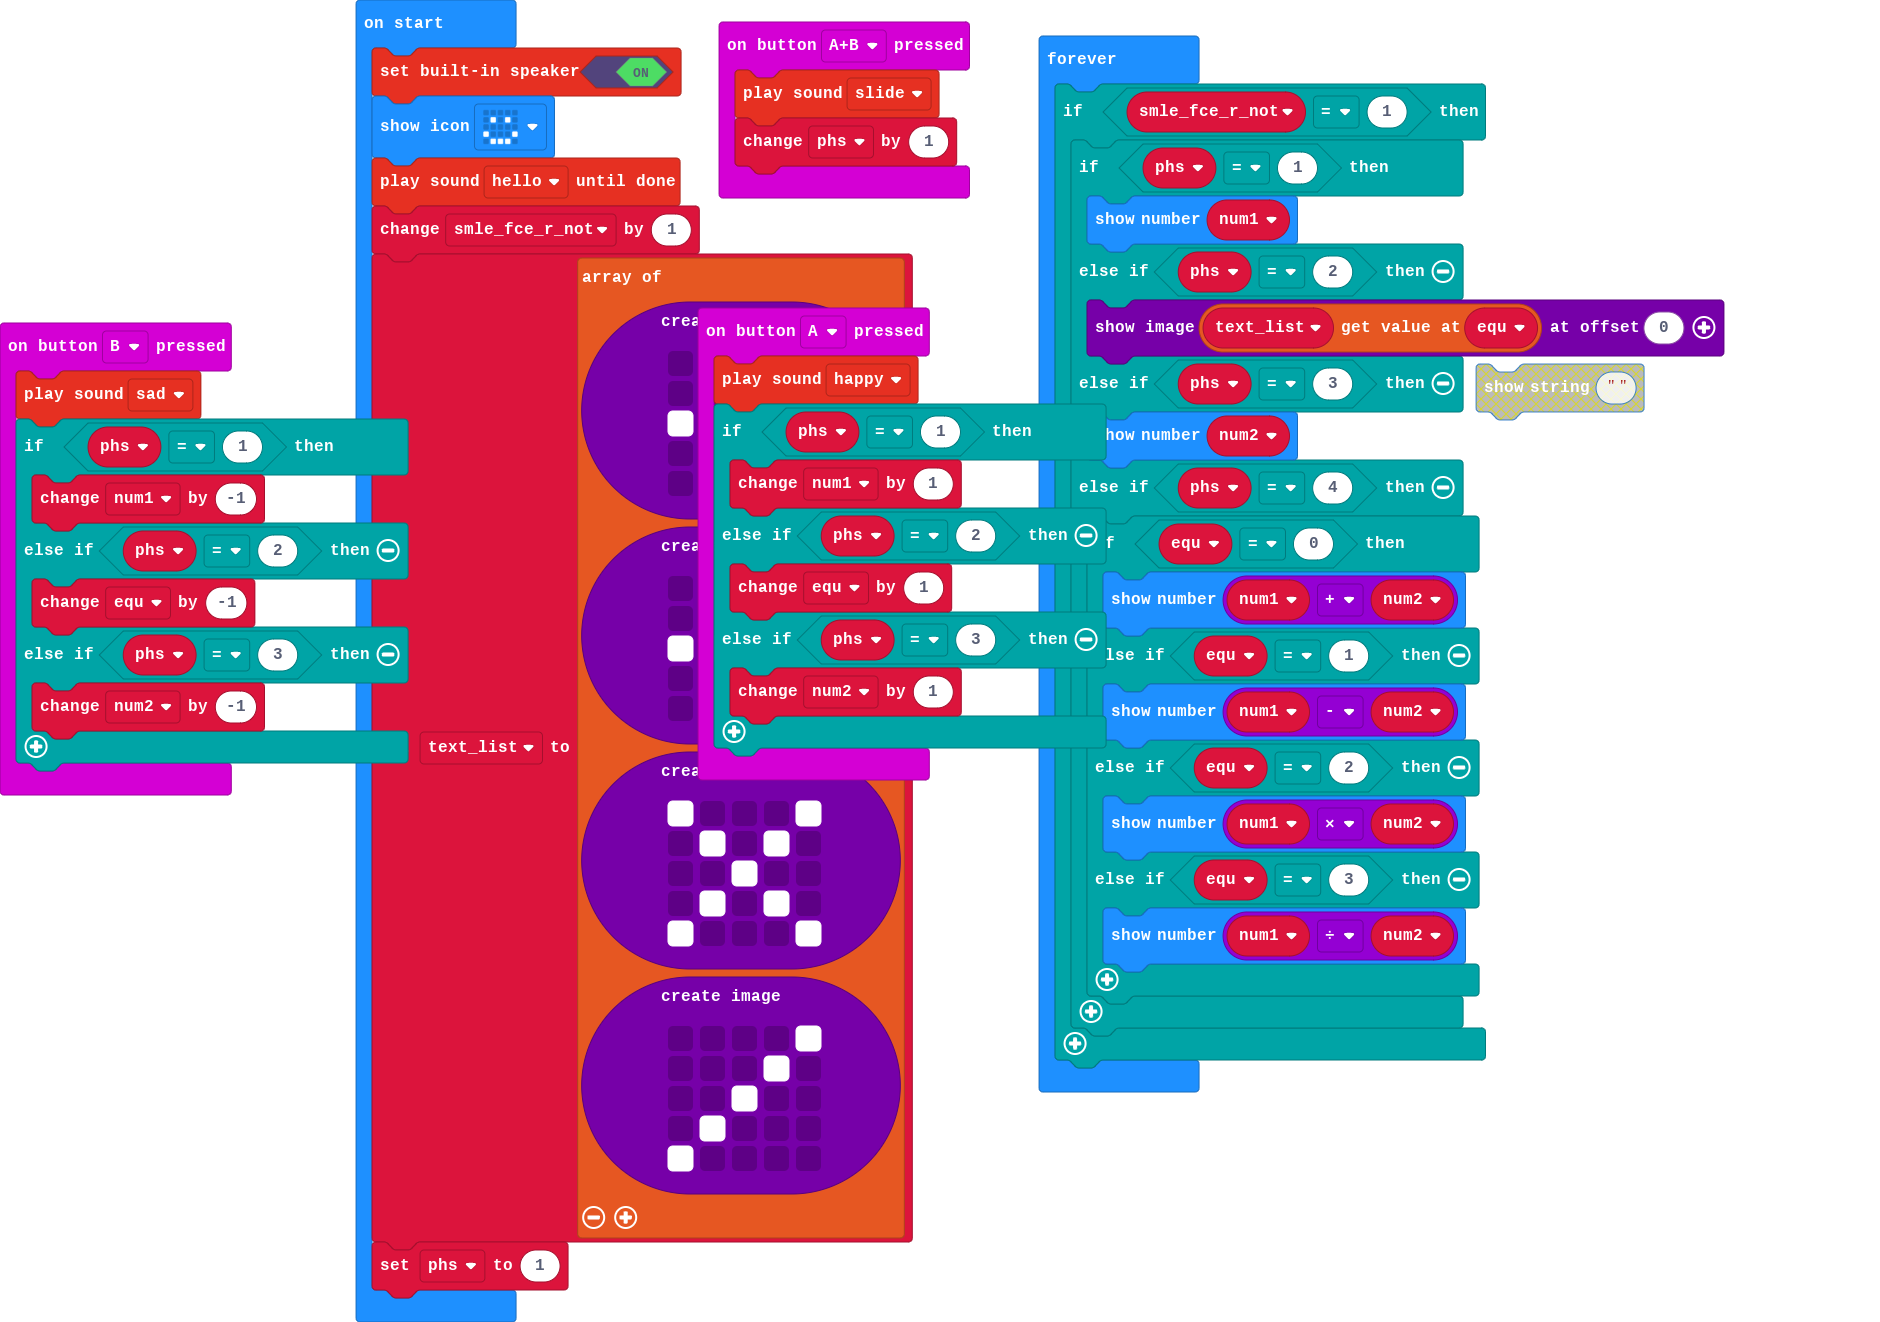 on start
set built-in speaker ON
show icon
play sound hello until done
change smle_fce_r_not by 1
text_list to
array of
create image
set phs to 1
on button B pressed
play sound sad
if phs = 1 then
change num1 by -1
else if phs = 2 then
change equ by -1
else if phs = 3 then
change num2 by -1
on button A+B pressed
play sound slide
change phs by 1
on button A pressed
play sound happy
if phs = 1 then
change num1 by 1
else if phs = 2 then
change equ by 1
else if phs = 3 then
change num2 by 1
forever
if smle_fce_r_not = 1 then
if phs = 1 then
show number num1
else if phs = 2 then
show image text_list get value at equ at offset 0
else if phs = 3 then
how number num2
else if phs = 4 then
f equ = 0 then
show number num1 + num2
lse if equ = 1 then
show number num1 - num2
else if equ = 2 then
show number num1 × num2
else if equ = 3 then
show number num1 ÷ num2
show string " "